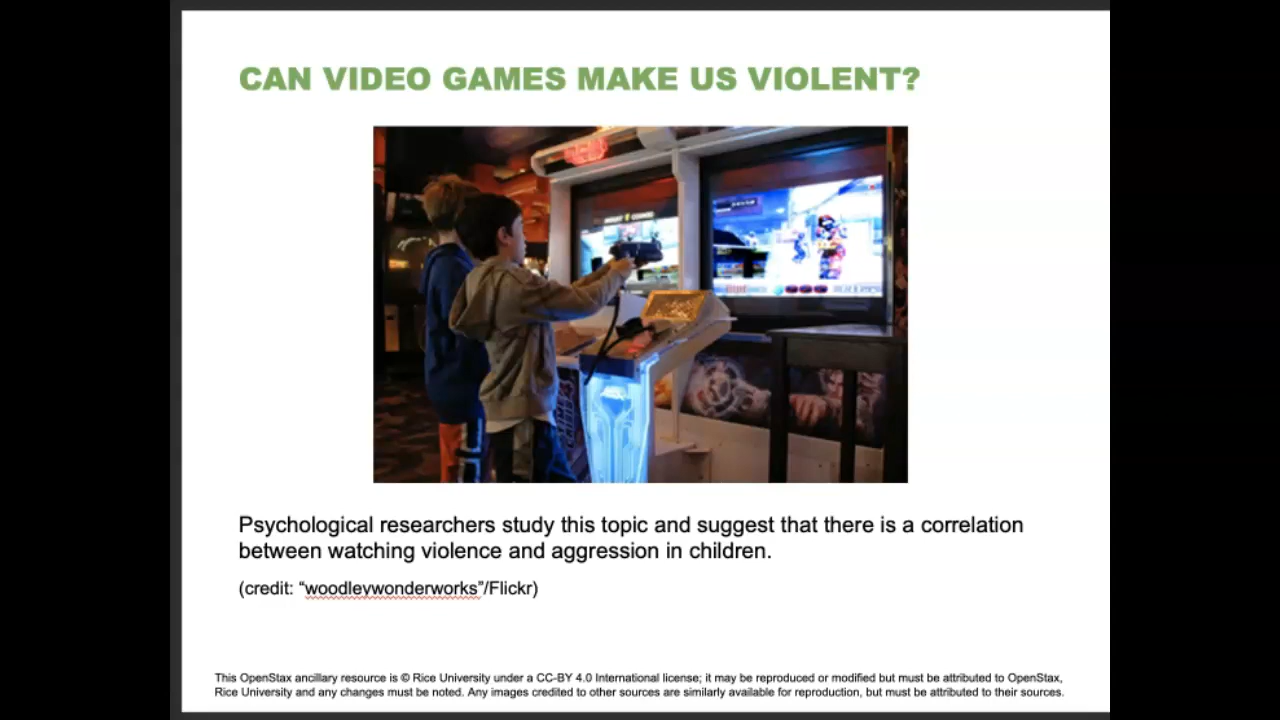 CAN VIDEO GAMES MAKE US VIOLENT?
Psychological researchers study this topic and suggest that there is a correlation
between watching violence and aggression in children.
(credit: “woodleywonderworks”/Flickr)
This OpenStax ancillary resource is © Rice University under a CC-BY 4.0 International license; it may be reproduced or modified but must be attributed to OpenStax,
Rice University and any changes must be noted. Any images credited to other sources are similarly available for reproduction, but must be attributed to their sources.